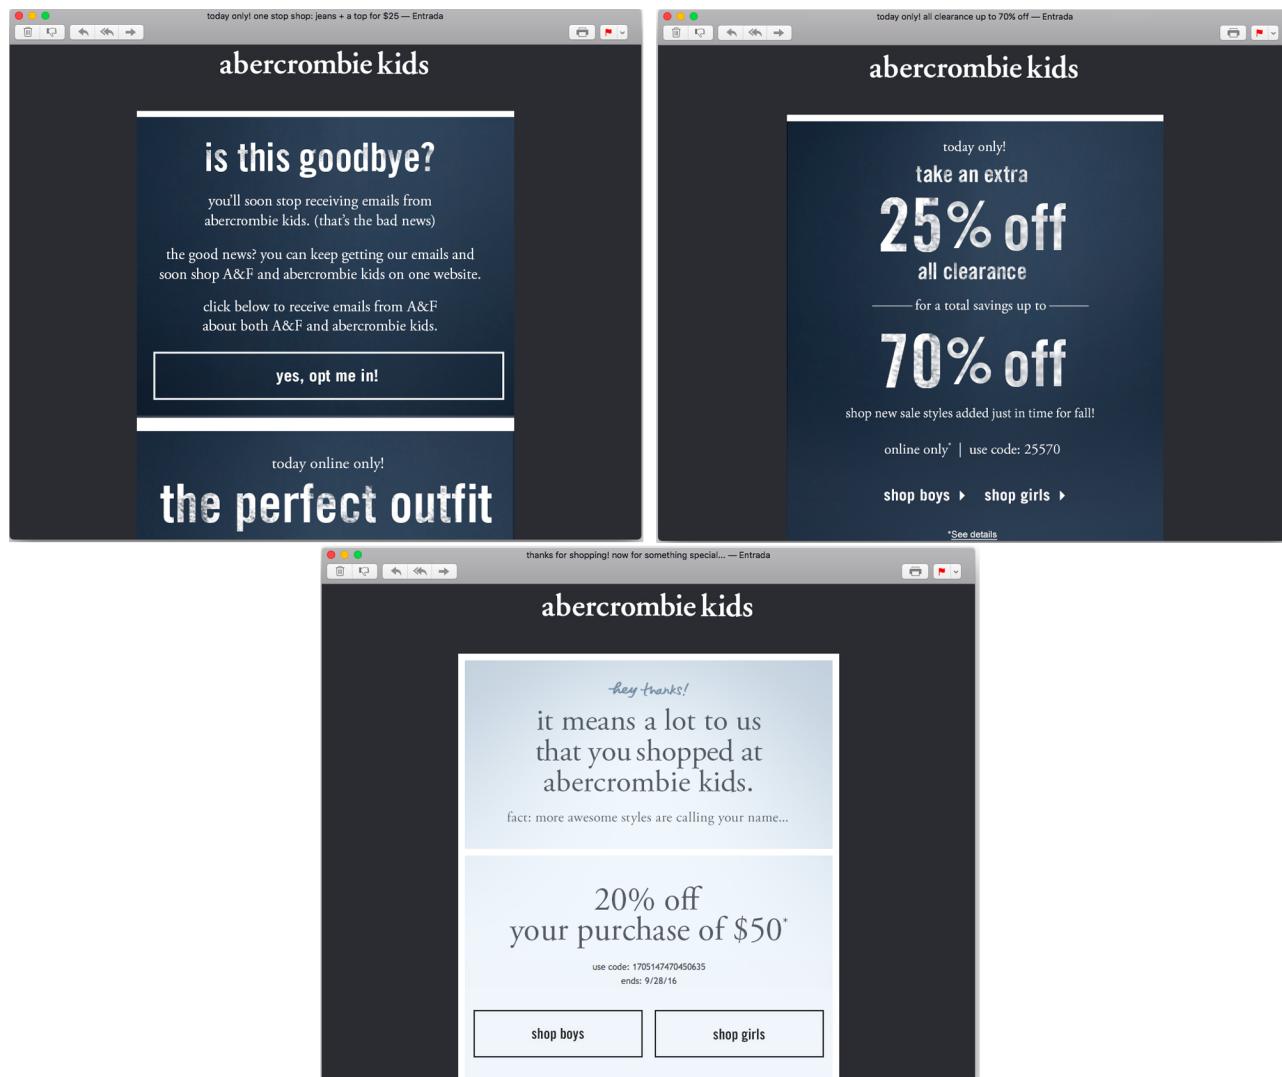 today only! one stop shop: jeans + a top for $25 — Entrada
abercrombie kids
is this goodbye?
you'll soon stop receiving emails from
abercrombie kids. (that's the bad news)
the good news? you can keep getting our emails and
soon shop A&F and abercrombie kids on one website.
click below to receive emails from A&F
about both A&F and abercrombie kids.
yes, opt me in!
today online only!
the perfect outfit
today only! all clearance up to 70% off — Entrada
abercrombie kids
today only!
take an extra
25% off
all clearance
for a total savings up to
70% off
shop new sale styles added just in time for fall!
online only* | use code: 25570
shop boys shop girls
*See details
thanks for shopping! now for something special... — Entrada
abercrombie kids
hey thanks!
it means a lot to us
that you shopped at
abercrombie kids.
fact: more awesome styles are calling your name...
20% off
your purchase of $50*
use code: 1705147470450635
ends: 9/28/16
shop boys
shop girls